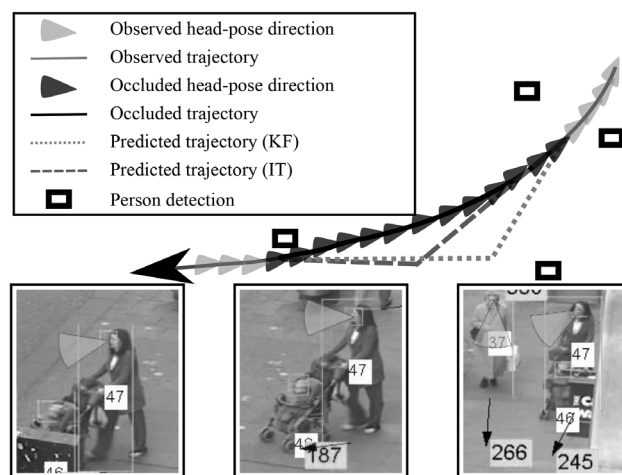 Observed head-pose direction
Observed trajectory
Occluded head-pose direction
Occluded trajectory
Predicted trajectory (KF)
Predicted trajectory (IT)
Person detection
47
46
47
187
37
47
46
266
245